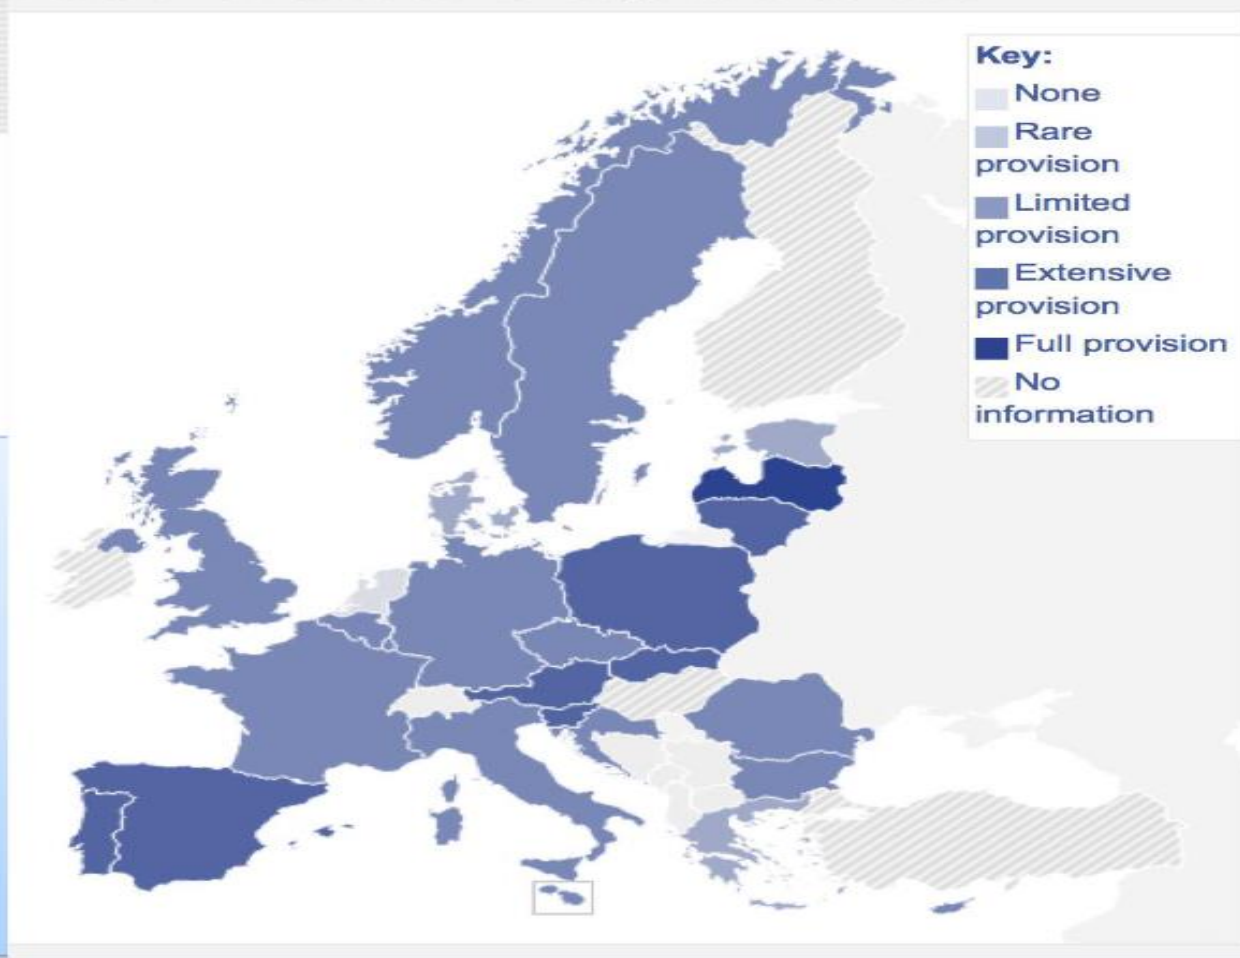 Key:
None
Rare
provision
Limited
provision
Extensive
provision
Full provision
No
information